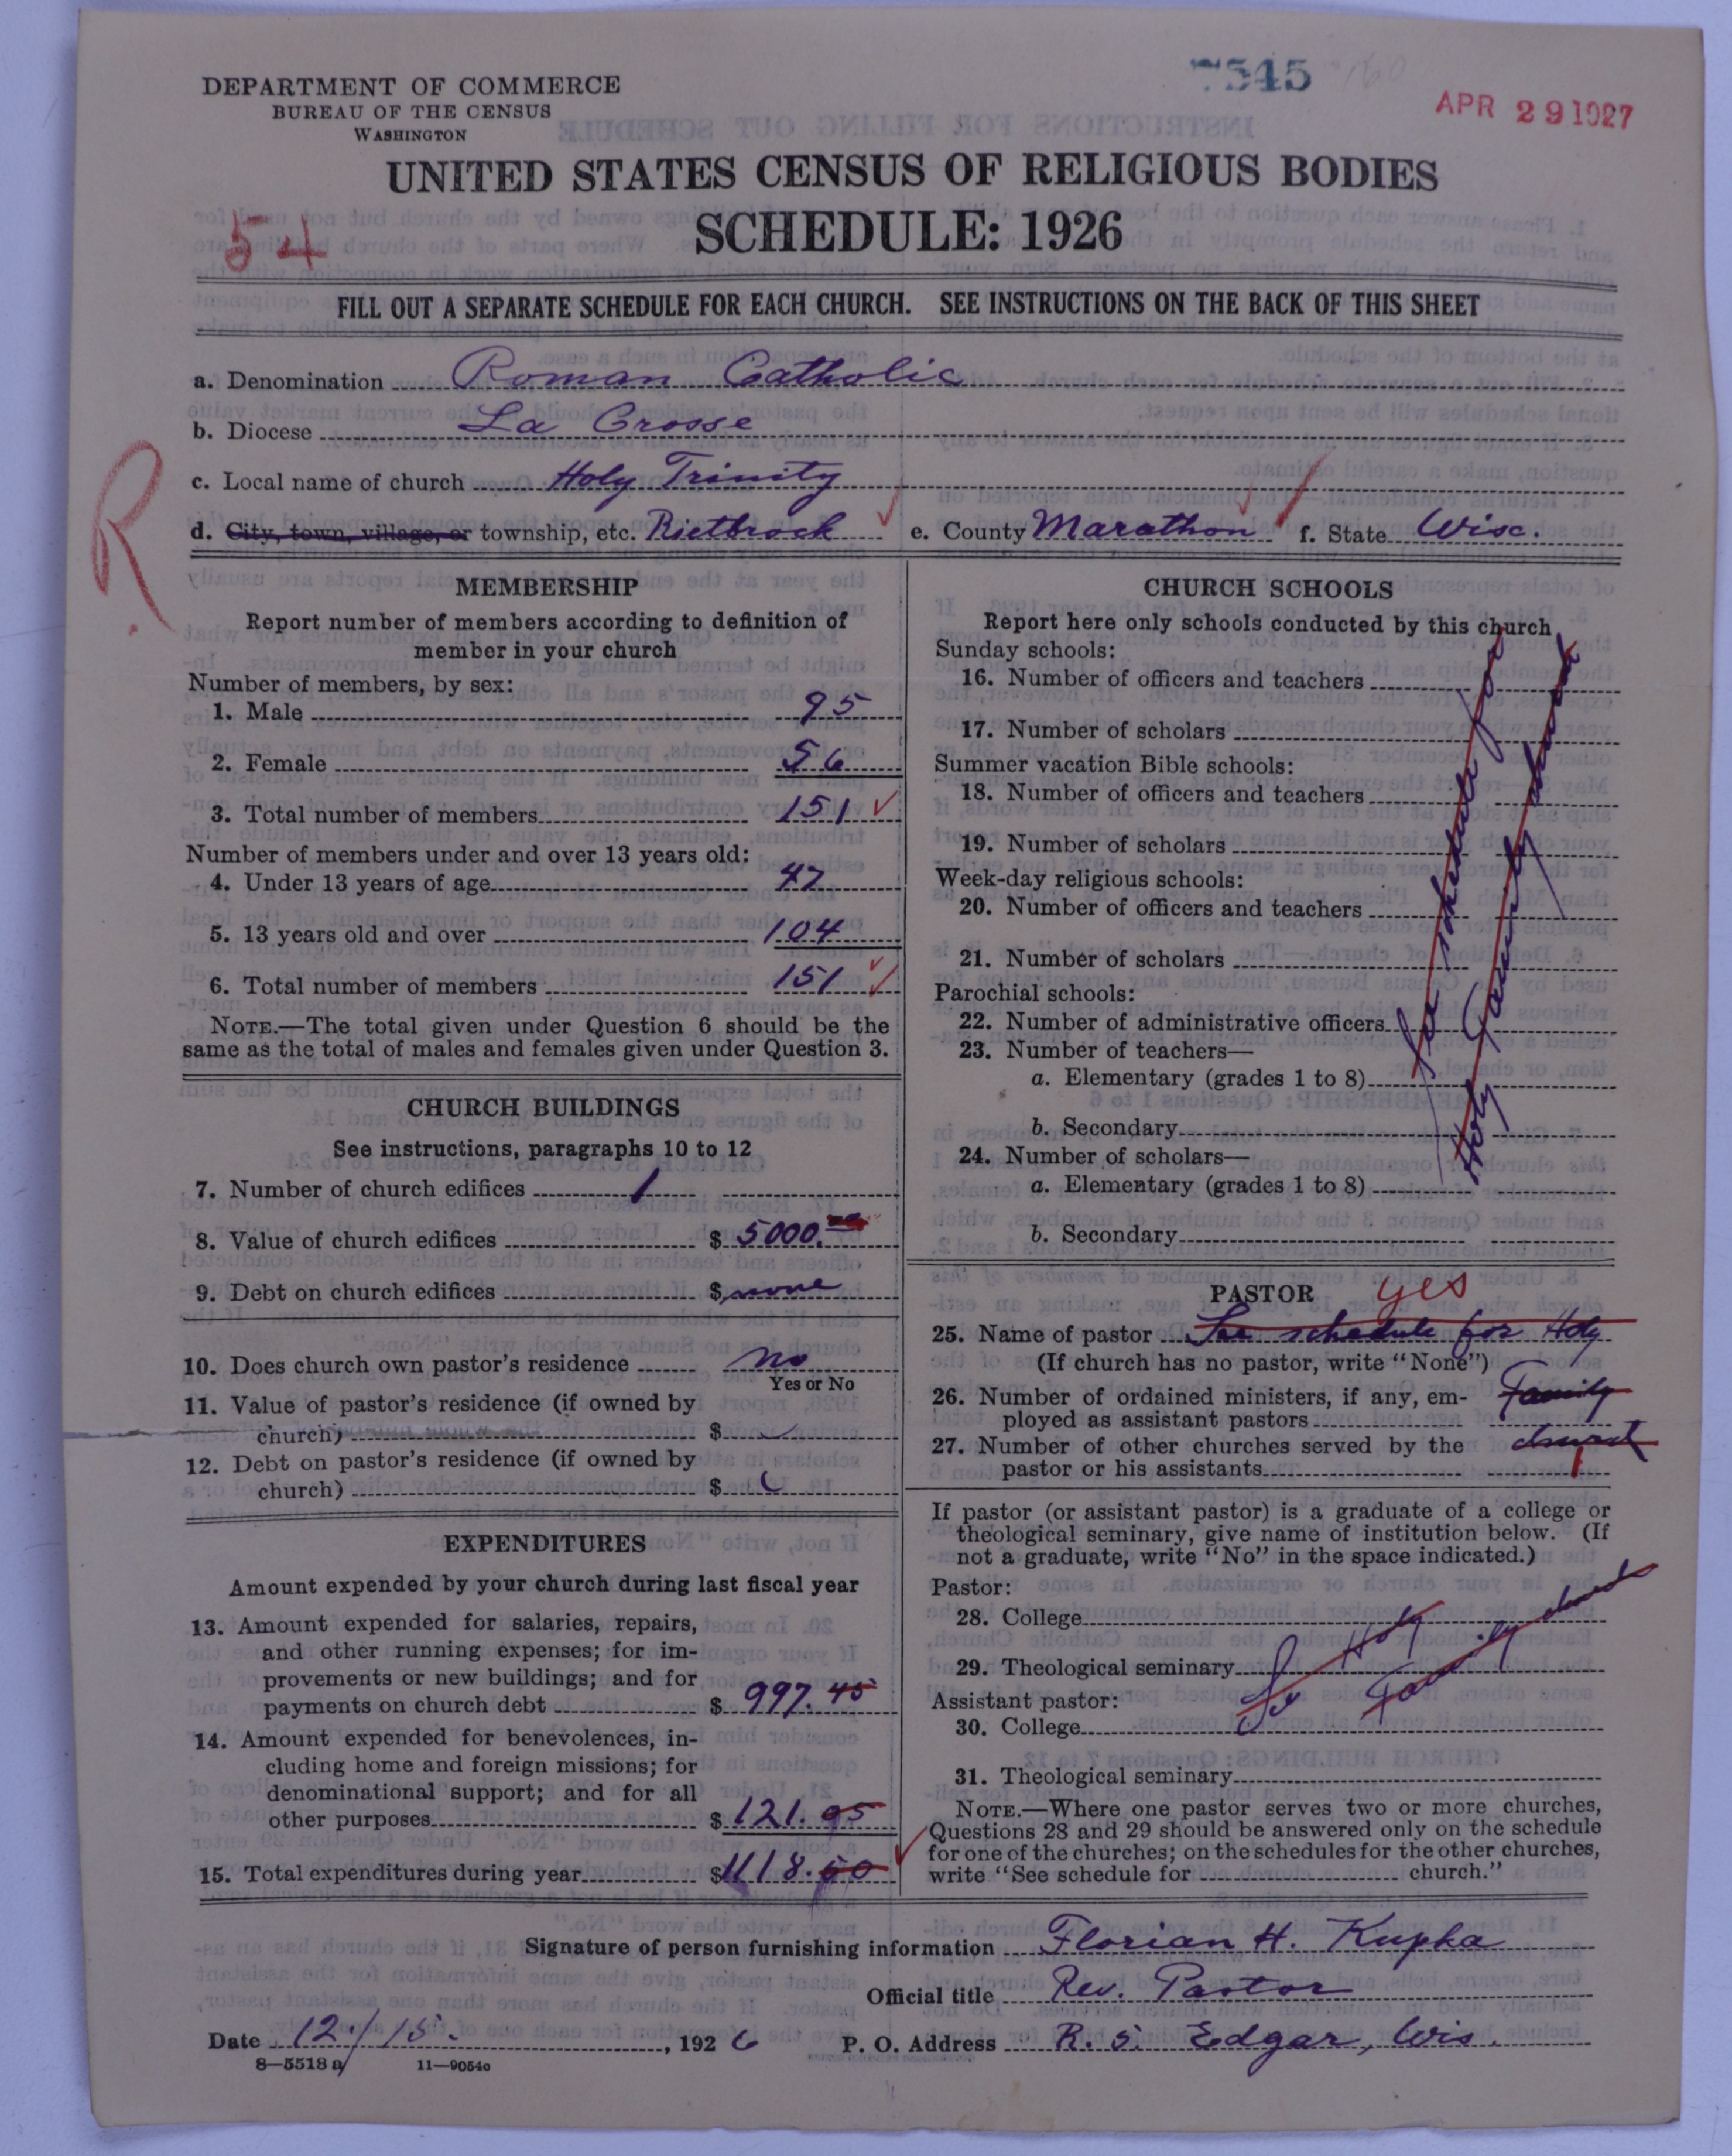 DEPARTMENT OF COMMERCE
BUREAU OF THE CENSUS
WASHINGTON
7545
160
APR 29 1927
UNITED STATES CENSUS OF RELIGIOUS BODIES
SCHEDULE: 1926
54
FILL OUT A SEPARATE SCHEDULE FOR EACH CHURCH. SEE INSTRUCTIONS ON THE BACK OF THIS SHEET
a. Denomination Roman Catholic
b. Diocese La Crosse
R
c. Local name of church Holy Trinity
d. City, town, village, or township, etc. Rietbrock e. County Marathon f. State Wisc.
MEMBERSHIP
Report number of members according to definition of
member in your church
Number of members, by sex:
1. Male 95
2. Female 56
3. Total number of members 151
Number of members under and over 13 years old:
4. Under 13 years of age 47
5. 13 years old and over 104
6. Total number of members 151
NOTE.—The total given under Question 6 should be the
same as the total of males and females given under Question 3.
CHURCH BUILDINGS
See instructions, paragraphs 10 to 12
7. Number of church edifices 1
8. Value of church edifices $ 5000.
9. Debt on church edifices $ none
10. Does church own pastor's residence no
Yes or No
11. Value of pastor's residence (if owned by
church) $
12. Debt on pastor's residence (if owned by
church) $
EXPENDITURES
Amount expended by your church during last fiscal year
13. Amount expended for salaries, repairs,
and other running expenses; for im-
provements or new buildings; and for
payments on church debt $ 997.45
14. Amount expended for benevolences, in-
cluding home and foreign missions; for
denominational support; and for all
other purposes $ 121.05
15. Total expenditures during year $ 1118.50
CHURCH SCHOOLS
Report here only schools conducted by this church
Sunday schools:
16. Number of officers and teachers
17. Number of scholars
Summer vacation Bible schools:
18. Number of officers and teachers
19. Number of scholars
Week-day religious schools:
20. Number of officers and teachers
21. Number of scholars
Parochial schools:
22. Number of administrative officers
23. Number of teachers—
a. Elementary (grades 1 to 8)
b. Secondary
24. Number of scholars—
a. Elementary (grades 1 to 8)
b. Secondary
See schedule for
Holy Family church
PASTOR yes
25. Name of pastor See schedule for Holy
(If church has no pastor, write "None")
26. Number of ordained ministers, if any, em- Family
ployed as assistant pastors
27. Number of other churches served by the church
pastor or his assistants 1
If pastor (or assistant pastor) is a graduate of a college or
theological seminary, give name of institution below. (If
not a graduate, write "No" in the space indicated.)
Pastor:
28. College
29. Theological seminary
Assistant pastor:
30. College
See Holy
Family church
31. Theological seminary
NOTE.—Where one pastor serves two or more churches,
Questions 28 and 29 should be answered only on the schedule
for one of the churches; on the schedules for the other churches,
write "See schedule for church."
Signature of person furnishing information Florian H. Kupka
Official title Rev. Pastor
Date 12./15. , 1926 P. O. Address R. 5. Edgar, Wis.
8—5518 a 11—9054c